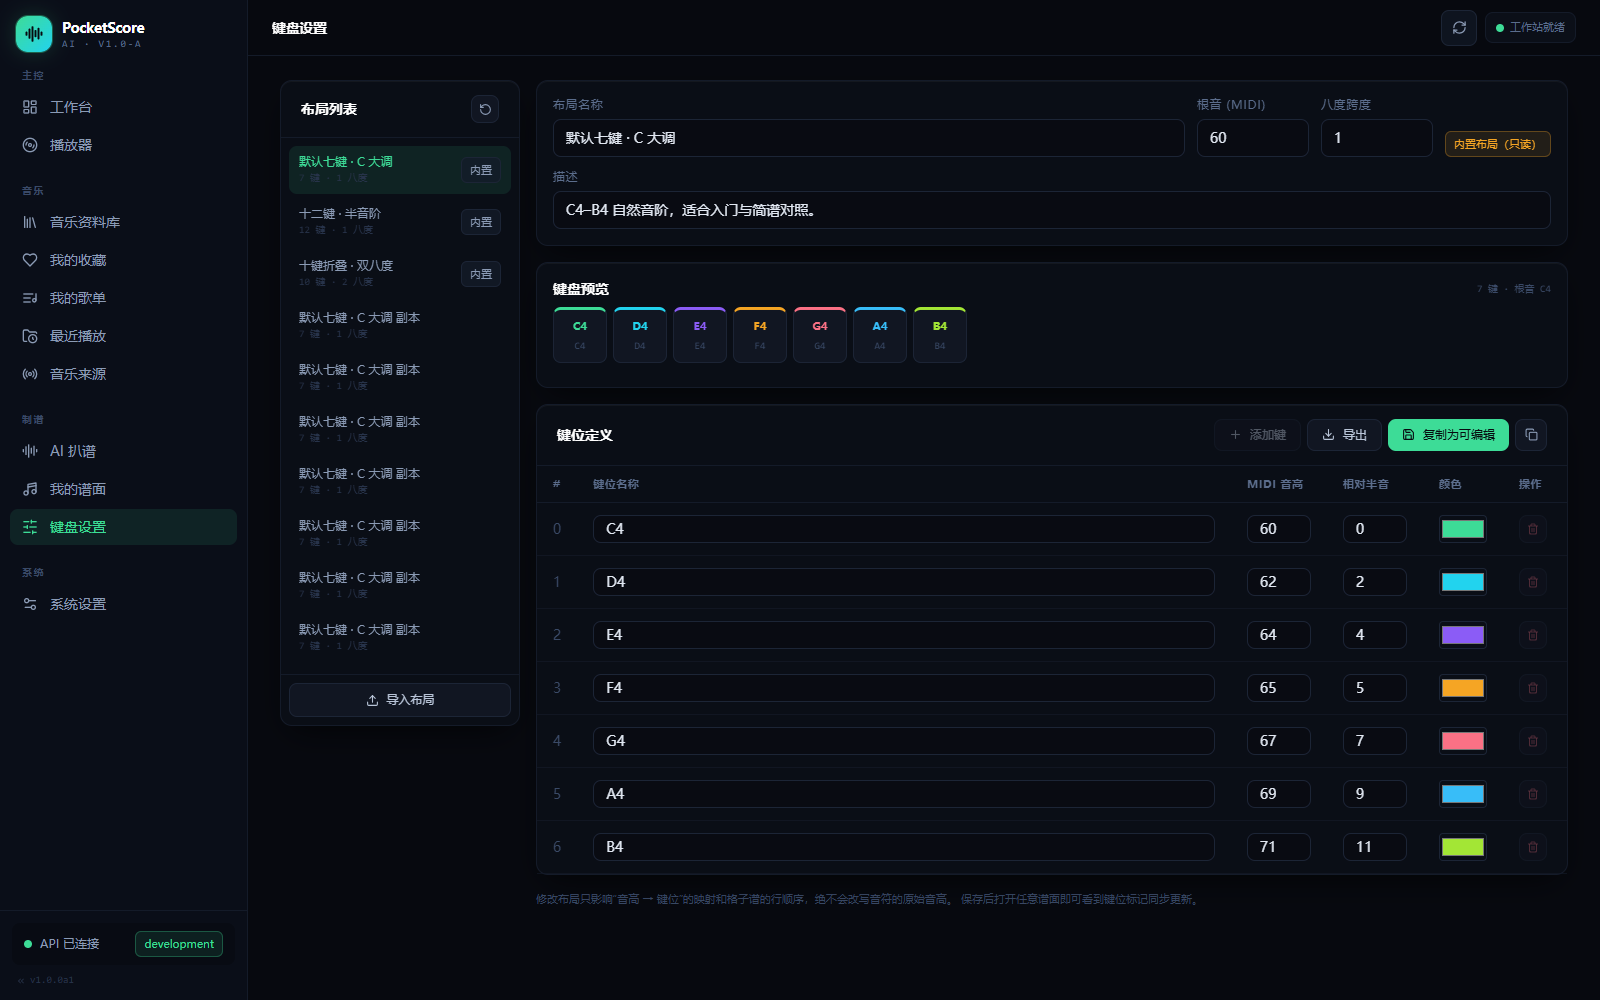 PocketScore
AI · V1.0-A
主控
工作台
播放器
音乐
音乐资料库
我的收藏
我的歌单
最近播放
音乐来源
制谱
AI 扒谱
我的谱面
键盘设置
系统
系统设置
API 已连接
development
« v1.0.0a1
键盘设置
工作站就绪
布局列表
默认七键 · C 大调
7 键 · 1 八度
内置
十二键 · 半音阶
12 键 · 1 八度
内置
十键折叠 · 双八度
10 键 · 2 八度
内置
默认七键 · C 大调 副本
7 键 · 1 八度
默认七键 · C 大调 副本
7 键 · 1 八度
默认七键 · C 大调 副本
7 键 · 1 八度
默认七键 · C 大调 副本
7 键 · 1 八度
默认七键 · C 大调 副本
7 键 · 1 八度
默认七键 · C 大调 副本
7 键 · 1 八度
默认七键 · C 大调 副本
7 键 · 1 八度
导入布局
布局名称
默认七键 · C 大调
根音 (MIDI)
60
八度跨度
1
内置布局（只读）
描述
C4–B4 自然音阶，适合入门与简谱对照。
键盘预览
7 键 · 根音 C4
C4 D4 E4 F4 G4 A4 B4
C4 D4 E4 F4 G4 A4 B4
键位定义
添加键
导出
复制为可编辑
# 键位名称 MIDI 音高 相对半音 颜色 操作
0 C4 60 0
1 D4 62 2
2 E4 64 4
3 F4 65 5
4 G4 67 7
5 A4 69 9
6 B4 71 11
修改布局只影响"音高 → 键位"的映射和格子谱的行顺序，绝不会改写音符的原始音高。 保存后打开任意谱面即可看到键位标记同步更新。